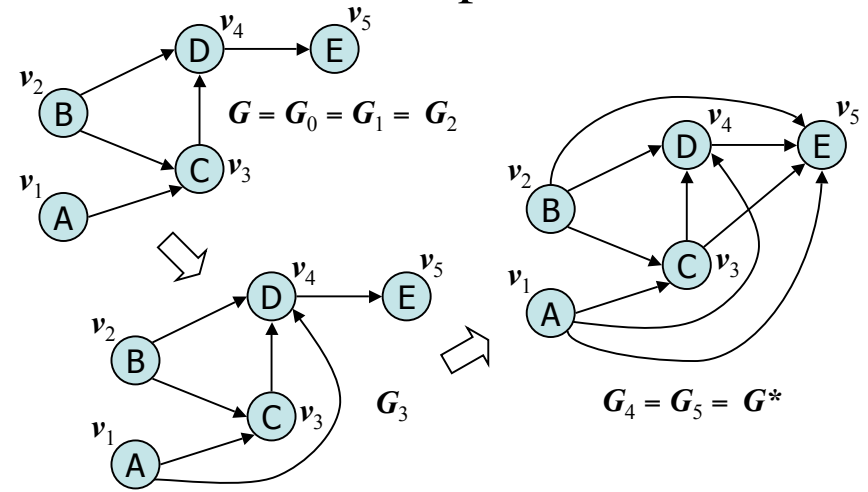 v4 v5
D E
v2
B
G = G0 = G1 = G2
C v3
v1
A
v4 v5
D E
v2
B
C v3
G3
v1
A
v5
v4
D E
v2
B
C v3
v1
A
G4 = G5 = G*